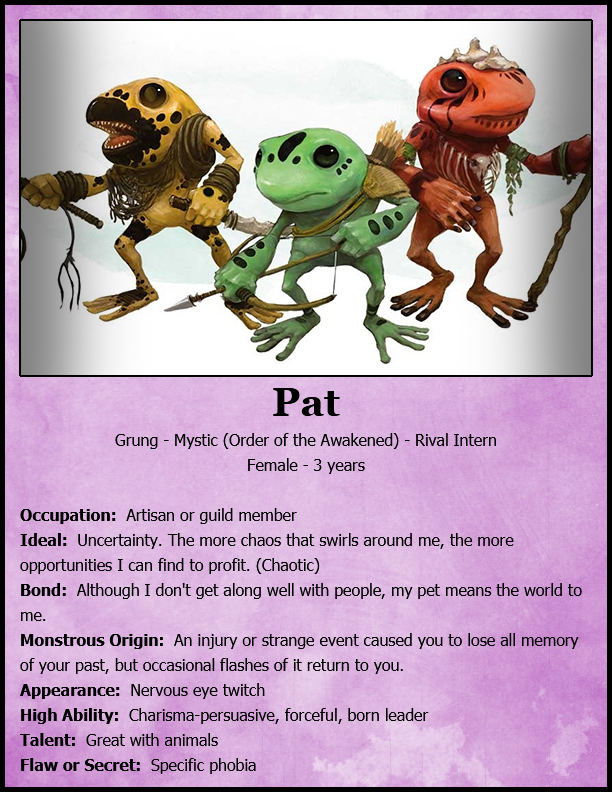 Pat
Grung - Mystic (Order of the Awakened) - Rival Intern
Female - 3 years
Occupation: Artisan or guild member
Ideal: Uncertainty. The more chaos that swirls around me, the more
opportunities I can find to profit. (Chaotic)
Bond: Although I don't get along well with people, my pet means the world to
me.
Monstrous Origin: An injury or strange event caused you to lose all memory
of your past, but occasional flashes of it return to you.
Appearance: Nervous eye twitch
High Ability: Charisma-persuasive, forceful, born leader
Talent: Great with animals
Flaw or Secret: Specific phobia